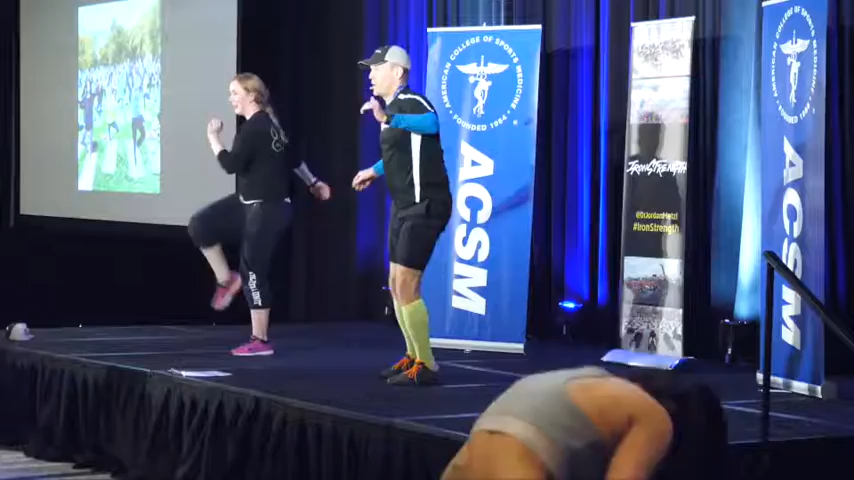 AMERICAN COLLEGE OF SPORTS MEDICINE
FOUNDED 1954
ACSM
IRONSTRENGTH
@DrJordanMetzl
#IronStrength
AMERICAN COLLEGE OF SPORTS MEDICINE
FOUNDED 1954
ACSM